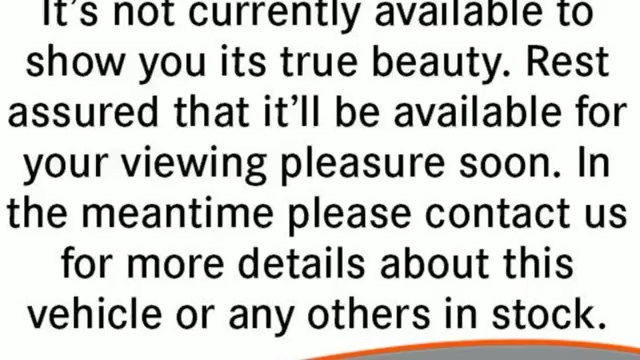 It's not currently available to
show you its true beauty. Rest
assured that it'll be available for
your viewing pleasure soon. In
the meantime please contact us
for more details about this
vehicle or any others in stock.